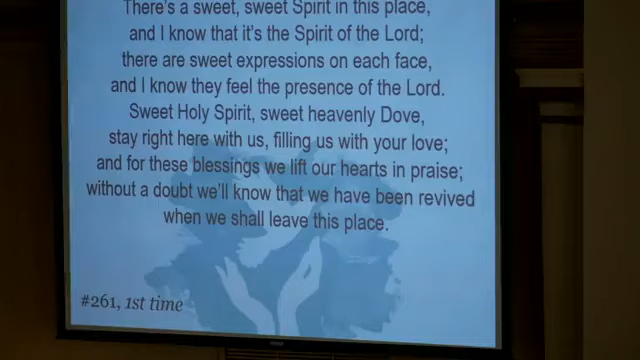 There's a sweet, sweet Spirit in this place,
and I know that it's the Spirit of the Lord;
there are sweet expressions on each face,
and I know they feel the presence of the Lord.
Sweet Holy Spirit, sweet heavenly Dove,
stay right here with us, filling us with your love;
and for these blessings we lift our hearts in praise;
without a doubt we'll know that we have been revived
when we shall leave this place.
#261, 1st time